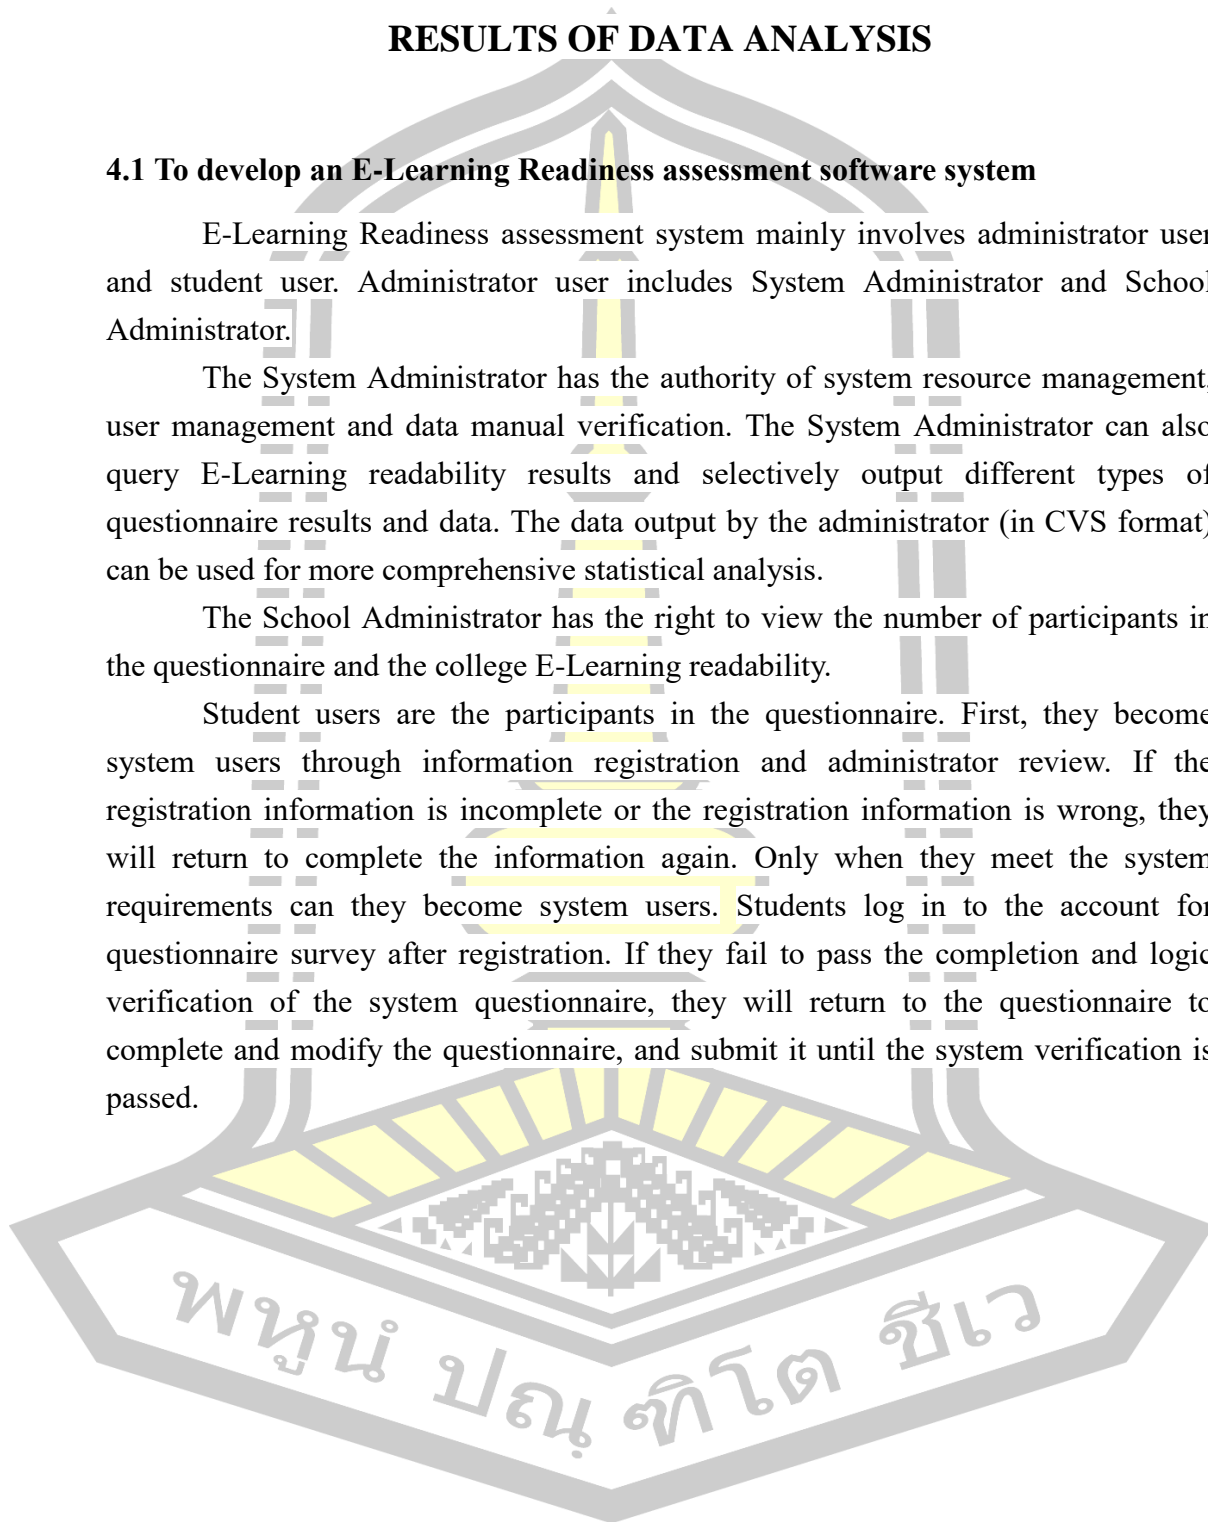 RESULTS OF DATA ANALYSIS
4.1 To develop an E-Learning Readiness assessment software system
E-Learning Readiness assessment system mainly involves administrator user
and student user. Administrator user includes System Administrator and School
Administrator.
The System Administrator has the authority of system resource management,
user management and data manual verification. The System Administrator can also
query E-Learning readability results and selectively output different types of
questionnaire results and data. The data output by the administrator (in CVS format)
can be used for more comprehensive statistical analysis.
The School Administrator has the right to view the number of participants in
the questionnaire and the college E-Learning readability.
Student users are the participants in the questionnaire. First, they become
system users through information registration and administrator review. If the
registration information is incomplete or the registration information is wrong, they
will return to complete the information again. Only when they meet the system
requirements can they become system users. Students log in to the account for
questionnaire survey after registration. If they fail to pass the completion and logic
verification of the system questionnaire, they will return to the questionnaire to
complete and modify the questionnaire, and submit it until the system verification is
passed.
พหูนํ ปณฺ ฑิโต ชีเว